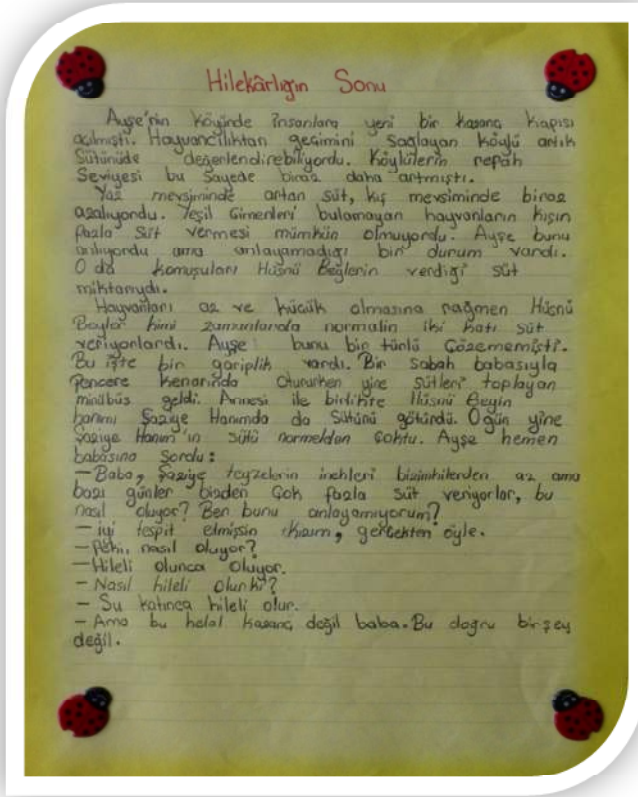 Hilekârlığın Sonu
Ayşe'nin köyünde insanlara yeni bir kazanç kapısı
açılmıştı. Hayvancılıktan geçimini sağlayan köylü artık
sütünüde değerlendirebiliyordu. Köylülerin repah
seviyesi bu sayede biraz daha artmıştı.
Yaz mevsiminde artan süt, kış mevsiminde biraz
azalıyordu. Yeşil çimenleri bulamayan hayvanların kışın
fazla süt vermesi mümkün olmuyordu. Ayşe bunu
anlıyordu ama anlayamadığı bir durum vardı.
O da komuşuları Hüsnü Beylerin verdiği süt
miktarıydı.
Hayvanları az ve küçük olmasına rağmen Hüsnü
Beyler kimi zamanlarda normalin iki katı süt
veriyorlardı. Ayşe bunu bir türlü çözememişti.
Bu işte bir gariplik vardı. Bir sabah babasıyla
pencere kenarında otururken yine sütleri toplayan
minübüs geldi. Annesi ile birlikte Hüsnü Beyin
hanımı Şaziye Hanımda da sütünü götürdü. O gün yine
Şaziye Hanım'ın sütü normelden çoktu. Ayşe hemen
babasına sordu:
— Baba, Şaziye teyzelerin inekleri bizimkilerden az ama
bazı günler bizden çok fazla süt veriyorlar, bu
nasıl oluyor? Ben bunu anlayamıyorum?
— iyi tespit etmişsin kızım, gerçekten öyle.
— Peki, nasıl oluyor?
— Hileli olunca oluyor.
— Nasıl hileli olur ki?
— Su katınca hileli olur.
— Ama bu helal kazanç değil baba. Bu doğru birşey
değil.